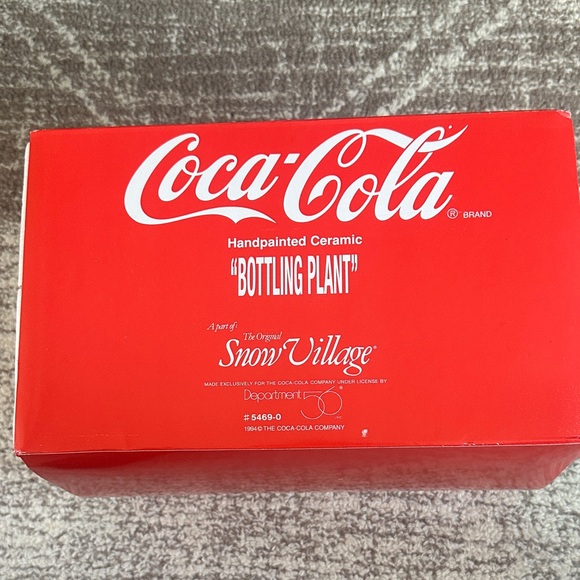 Coca-Cola® BRAND
Handpainted Ceramic
"BOTTLING PLANT"
A part of:
The Original
Snow Village®
MADE EXCLUSIVELY FOR THE COCA-COLA COMPANY UNDER LICENSE BY
Department 56®
#5469-0
1994© THE COCA-COLA COMPANY